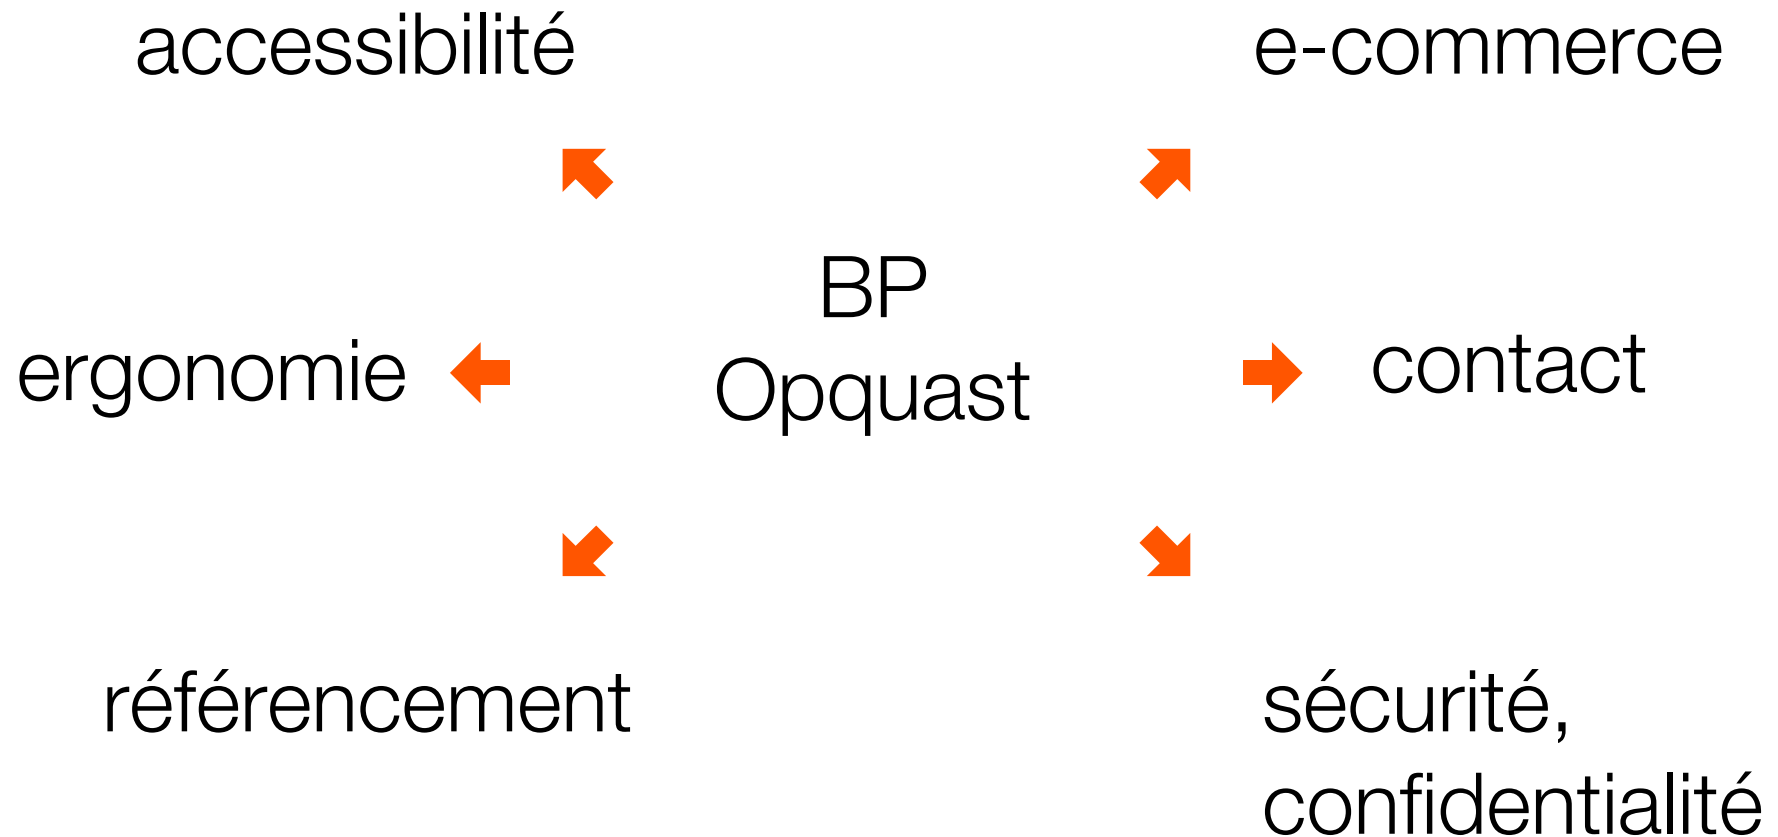 accessibilité
e-commerce
BP
Opquast
ergonomie
contact
référencement
sécurité,
confidentialité